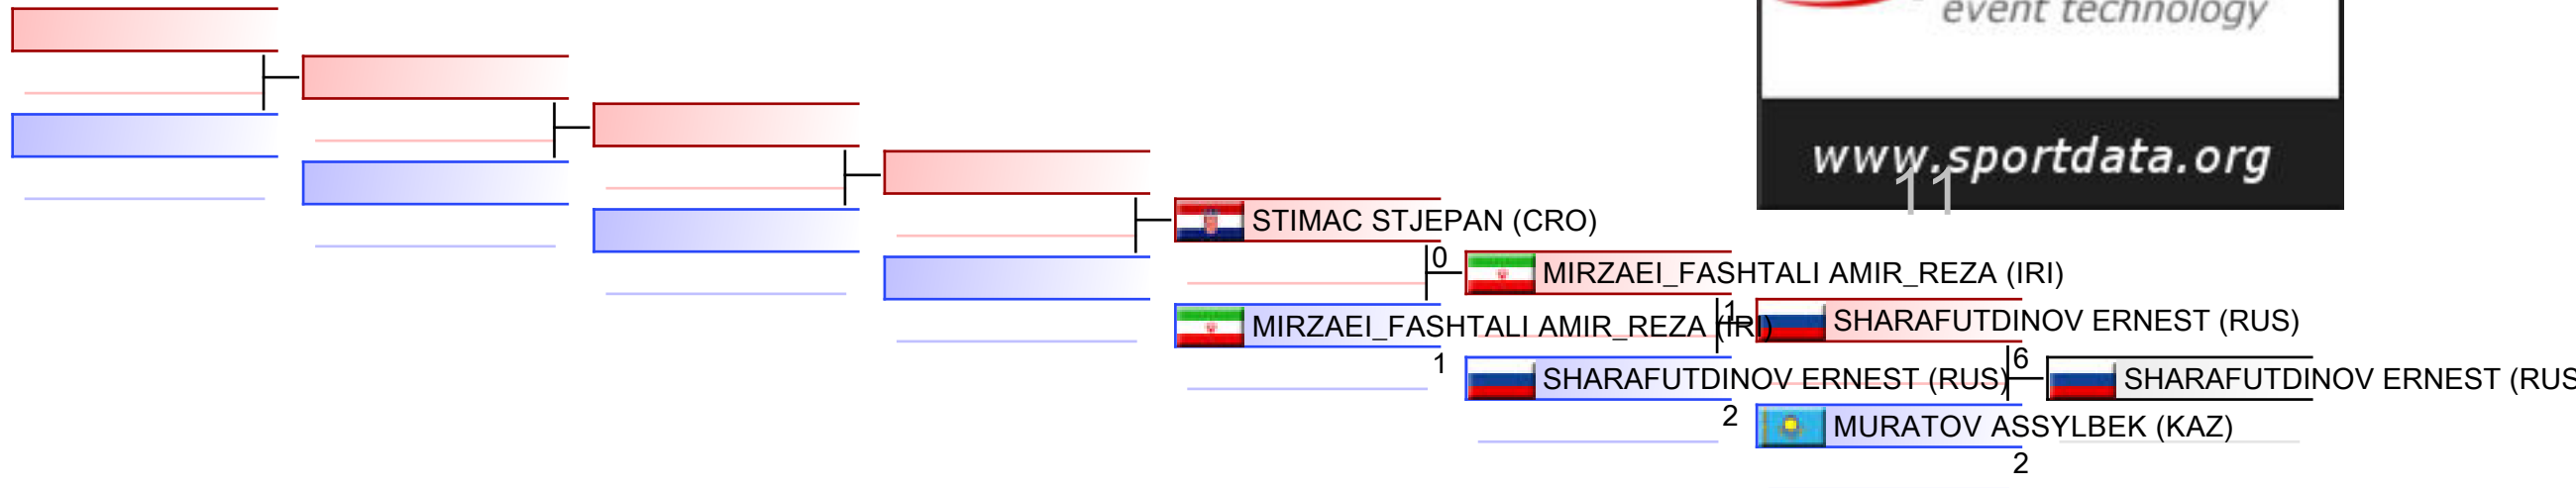 event technology
www.sportdata.org
11
STIMAC STJEPAN (CRO)
0
MIRZAEI_FASHTALI AMIR_REZA (IRI)
1
SHARAFUTDINOV ERNEST (RUS)
MIRZAEI_FASHTALI AMIR_REZA (IRI)
1
6
SHARAFUTDINOV ERNEST (RUS)
SHARAFUTDINOV ERNEST (RUS
2
MURATOV ASSYLBEK (KAZ)
2